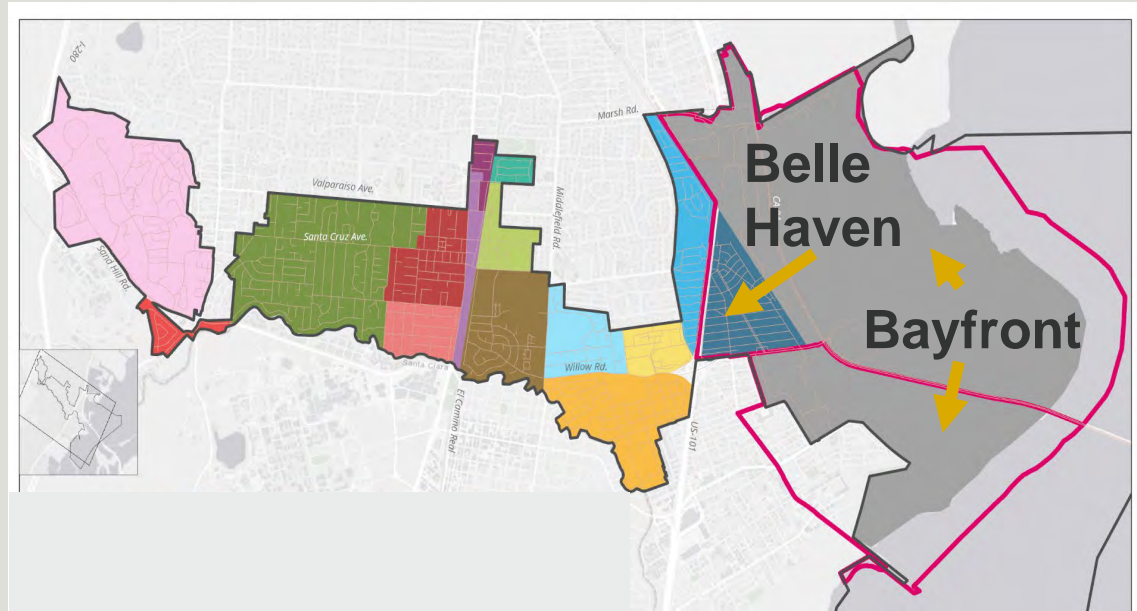 I-280
Marsh Rd.
Belle
Haven
Valparaiso Ave.
Middlefield Rd.
Santa Cruz Ave.
Sand Hill Rd.
Bayfront
Willow Rd.
Santa Clara
El Camino Real
US-101